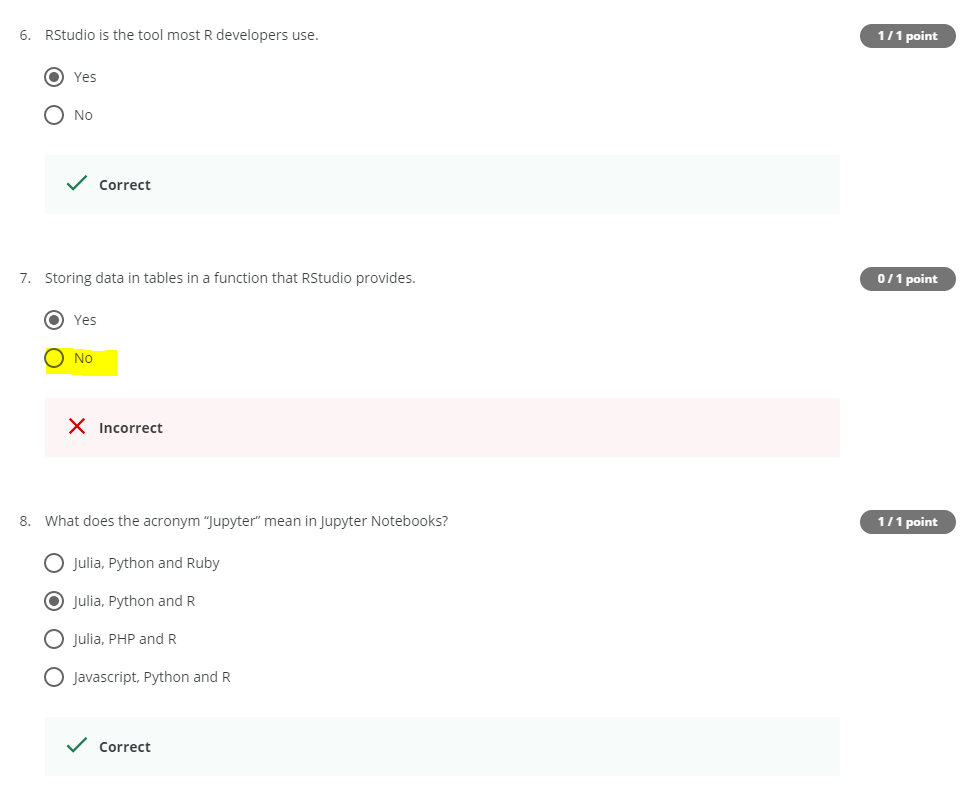 6. RStudio is the tool most R developers use.
1 / 1 point
Yes
No
Correct
7. Storing data in tables in a function that RStudio provides.
0 / 1 point
Yes
No
Incorrect
8. What does the acronym “Jupyter” mean in Jupyter Notebooks?
1 / 1 point
Julia, Python and Ruby
Julia, Python and R
Julia, PHP and R
Javascript, Python and R
Correct